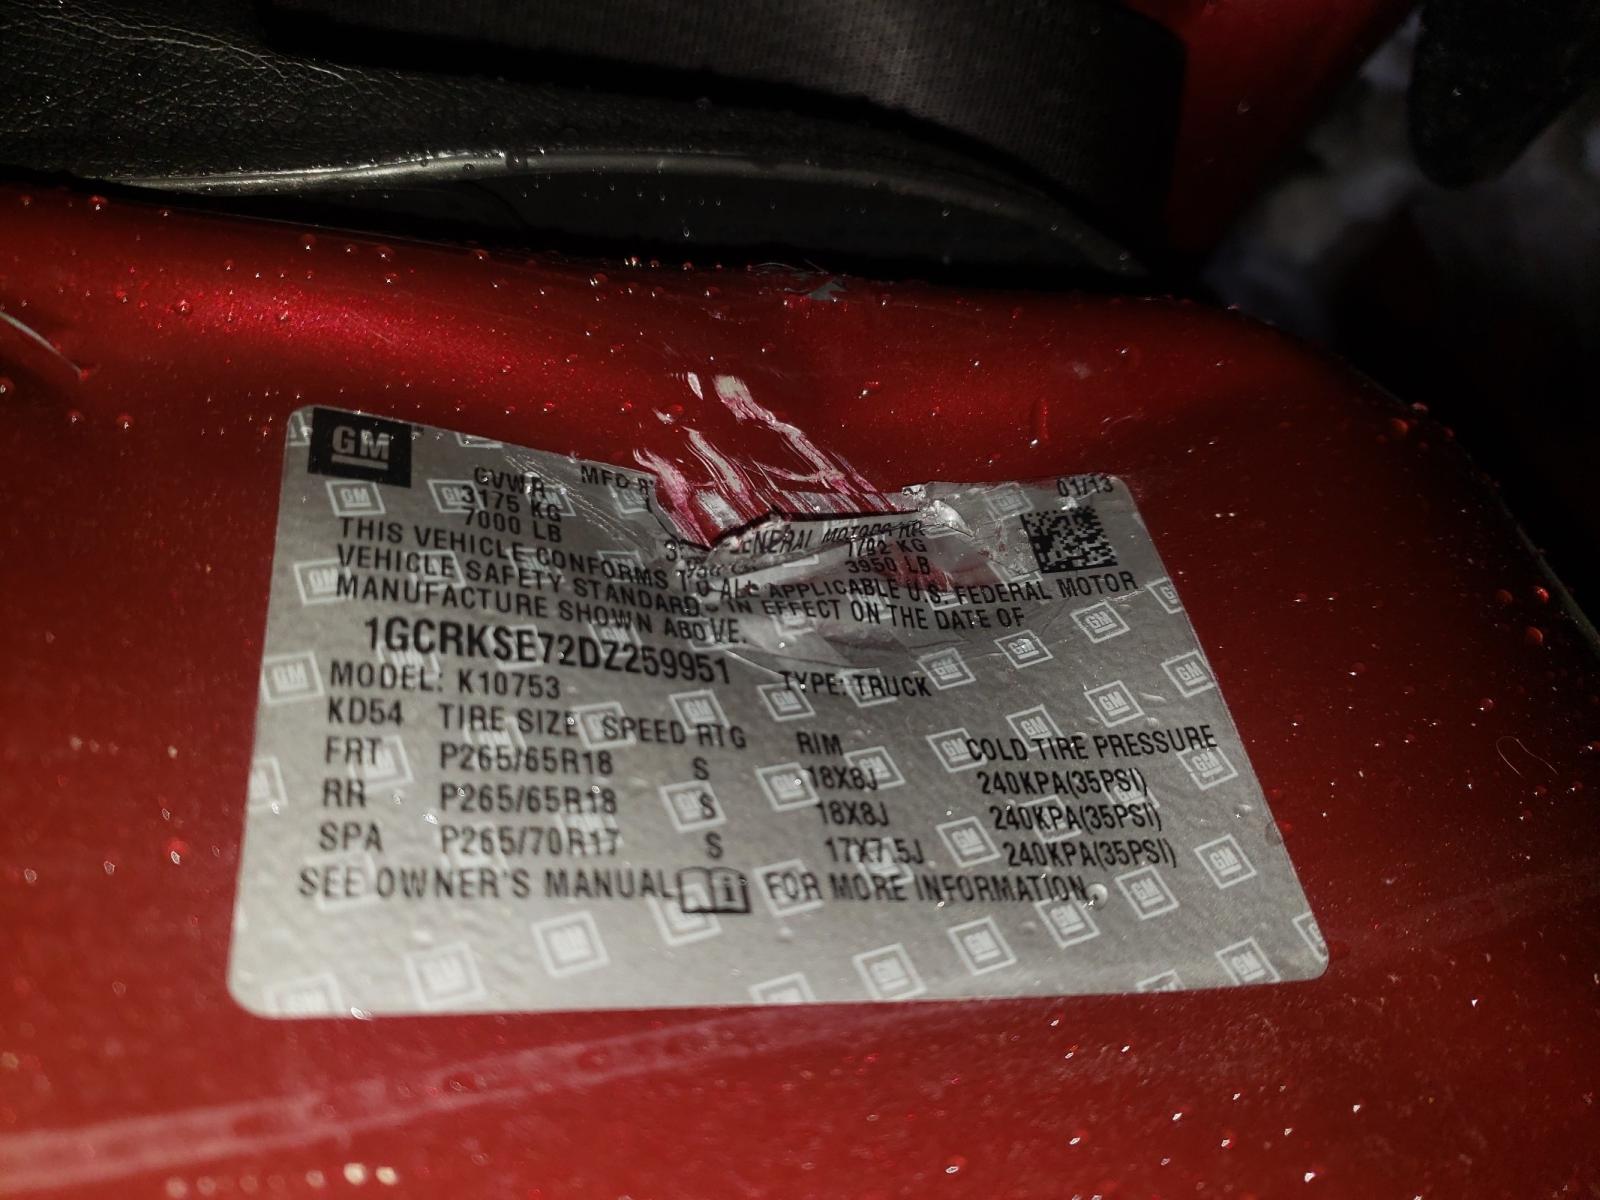 GM
GVWR
3175 KG
7000 LB
MFD B
01/13
GENERAL MOTORS
1792 KG
3950 LB
THIS VEHICLE CONFORMS TO ALL APPLICABLE U.S. FEDERAL MOTOR
VEHICLE SAFETY STANDARDS IN EFFECT ON THE DATE OF
MANUFACTURE SHOWN ABOVE.
1GCRKSE72DZ259951
MODEL: K10753 TYPE: TRUCK
KD54 TIRE SIZE SPEED RTG RIM COLD TIRE PRESSURE
FRT P265/65R18 S 18X8J 240KPA(35PSI)
RR P265/65R18 S 18X8J 240KPA(35PSI)
SPA P265/70R17 S 17X7.5J 240KPA(35PSI)
SEE OWNER'S MANUAL FOR MORE INFORMATION.